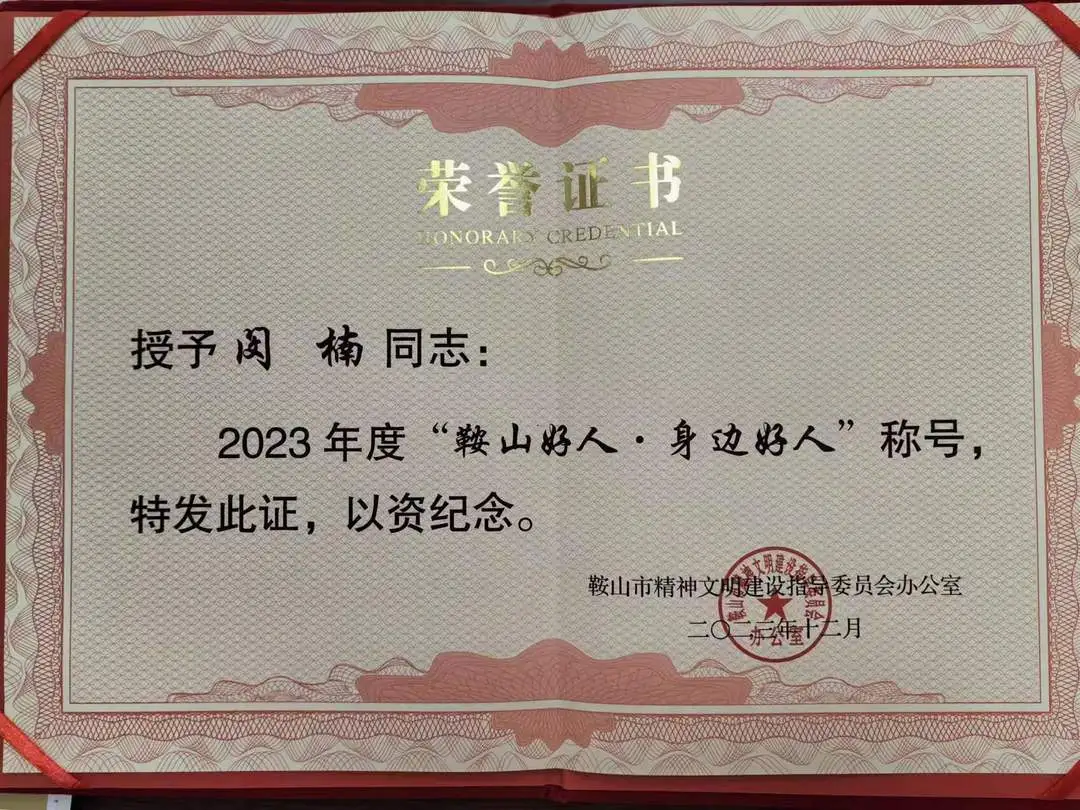 荣誉证书
HONORARY CREDENTIAL
授予闵 楠同志：
2023年度“鞍山好人·身边好人”称号，
特发此证，以资纪念。
鞍山市精神文明建设指导委员会办公室
二〇二三年十二月
办公室